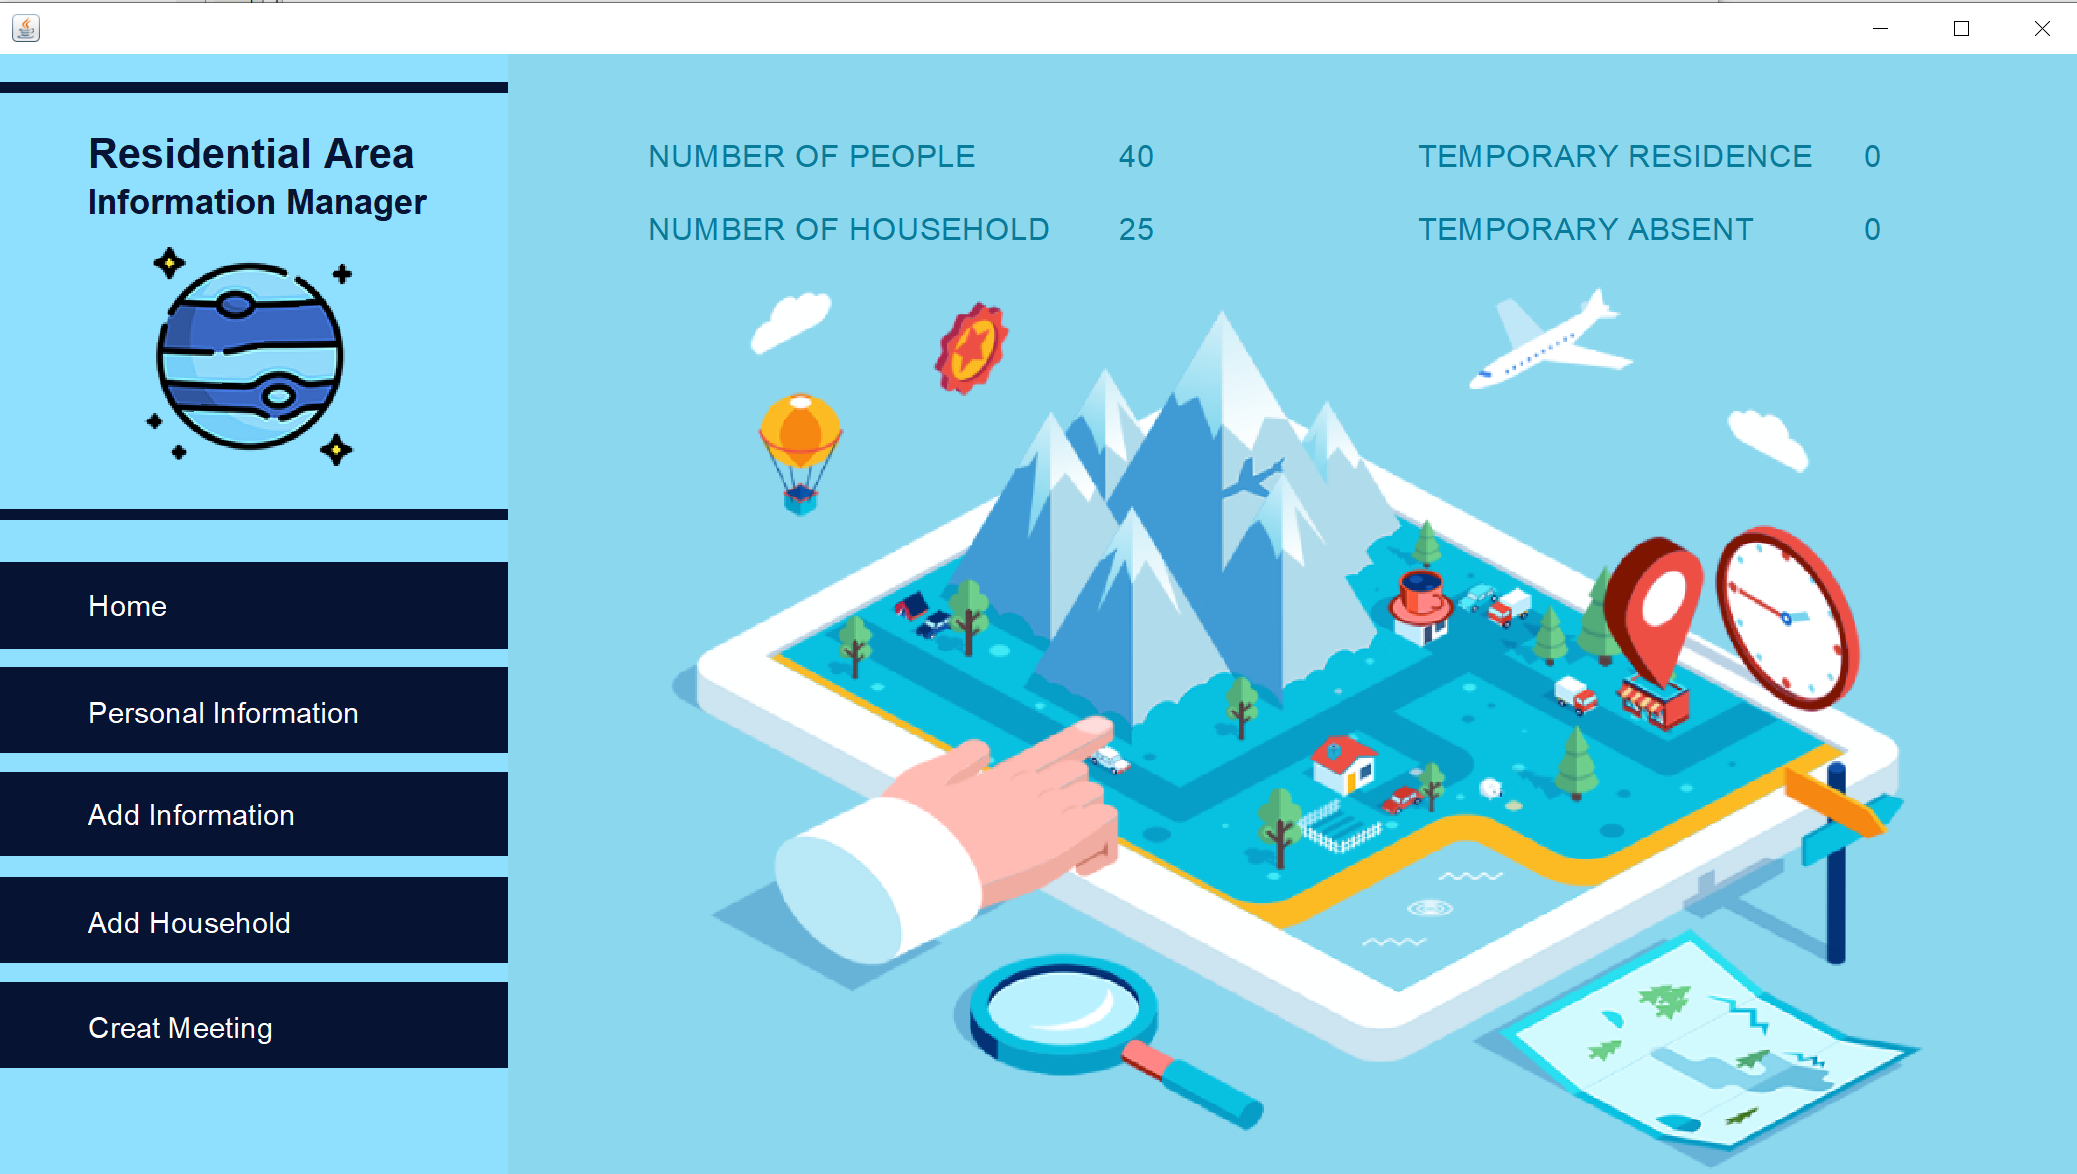 Residential Area
Information Manager
Home
Personal Information
Add Information
Add Household
Creat Meeting
NUMBER OF PEOPLE 40
TEMPORARY RESIDENCE 0
NUMBER OF HOUSEHOLD 25
TEMPORARY ABSENT 0